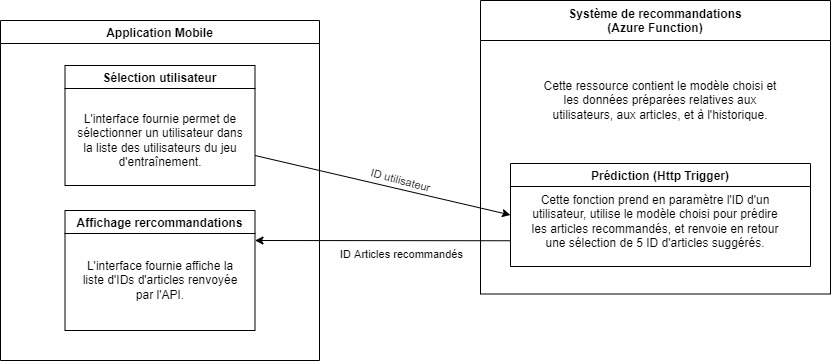 Application Mobile
Sélection utilisateur
L'interface fournie permet de
sélectionner un utilisateur dans
la liste des utilisateurs du jeu
d'entraînement.
Affichage rercommandations
L'interface fournie affiche la
liste d'IDs d'articles renvoyée
par l'API.
ID utilisateur
ID Articles recommandés
Système de recommandations
(Azure Function)
Cette ressource contient le modèle choisi et
les données préparées relatives aux
utilisateurs, aux articles, et à l'historique.
Prédiction (Http Trigger)
Cette fonction prend en paramètre l'ID d'un
utilisateur, utilise le modèle choisi pour prédire
les articles recommandés, et renvoie en retour
une sélection de 5 ID d'articles suggérés.